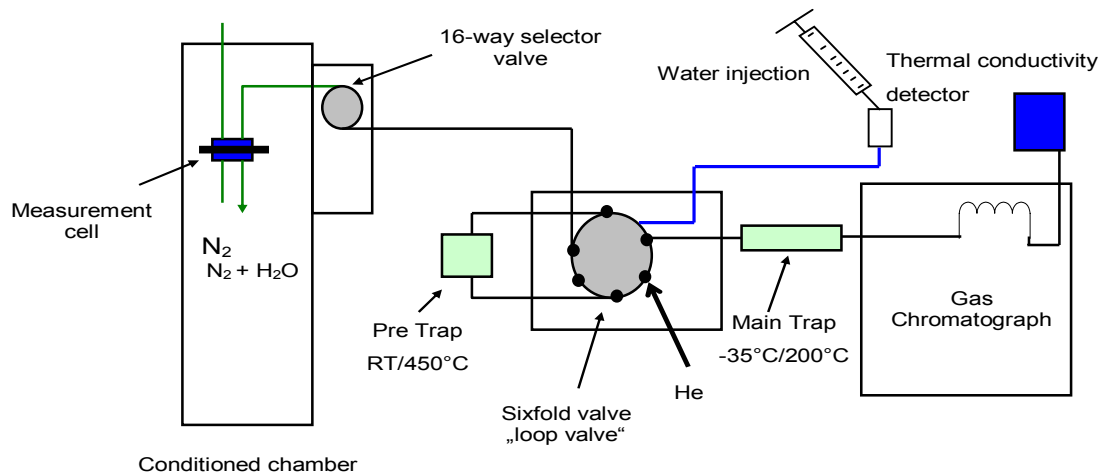 16-way selector
valve
Water injection
Thermal conductivity
detector
Measurement
cell
N₂
N₂ + H₂O
Pre Trap
RT/450°C
Main Trap
-35°C/200°C
Gas
Chromatograph
He
Sixfold valve
„loop valve“
Conditioned chamber